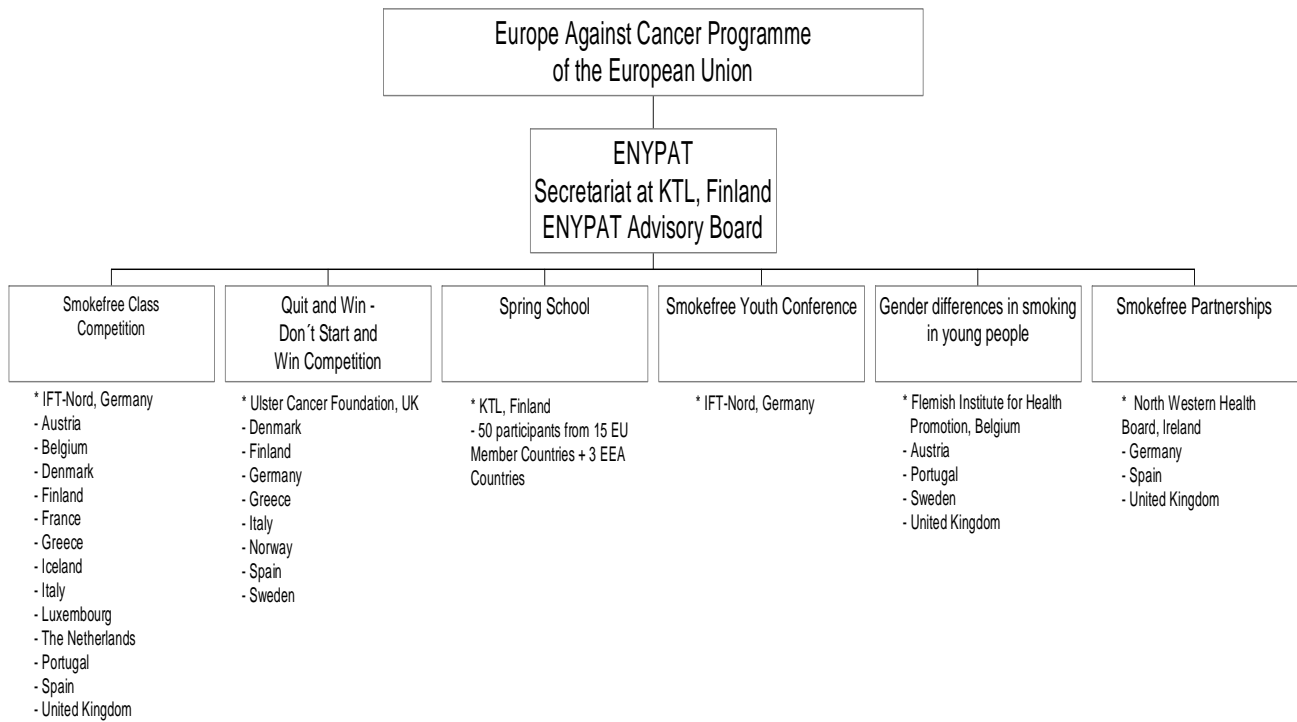 Europe Against Cancer Programme
of the European Union
ENYPAT
Secretariat at KTL, Finland
ENYPAT Advisory Board
Smokefree Class
Competition
* IFT-Nord, Germany
- Austria
- Belgium
- Denmark
- Finland
- France
- Greece
- Iceland
- Italy
- Luxembourg
- The Netherlands
- Portugal
- Spain
- United Kingdom
Quit and Win -
Don´t Start and
Win Competition
* Ulster Cancer Foundation, UK
- Denmark
- Finland
- Germany
- Greece
- Italy
- Norway
- Spain
- Sweden
Spring School
* KTL, Finland
- 50 participants from 15 EU
Member Countries + 3 EEA
Countries
Smokefree Youth Conference
* IFT-Nord, Germany
Gender differences in smoking
in young people
* Flemish Institute for Health
Promotion, Belgium
- Austria
- Portugal
- Sweden
- United Kingdom
Smokefree Partnerships
* North Western Health
Board, Ireland
- Germany
- Spain
- United Kingdom